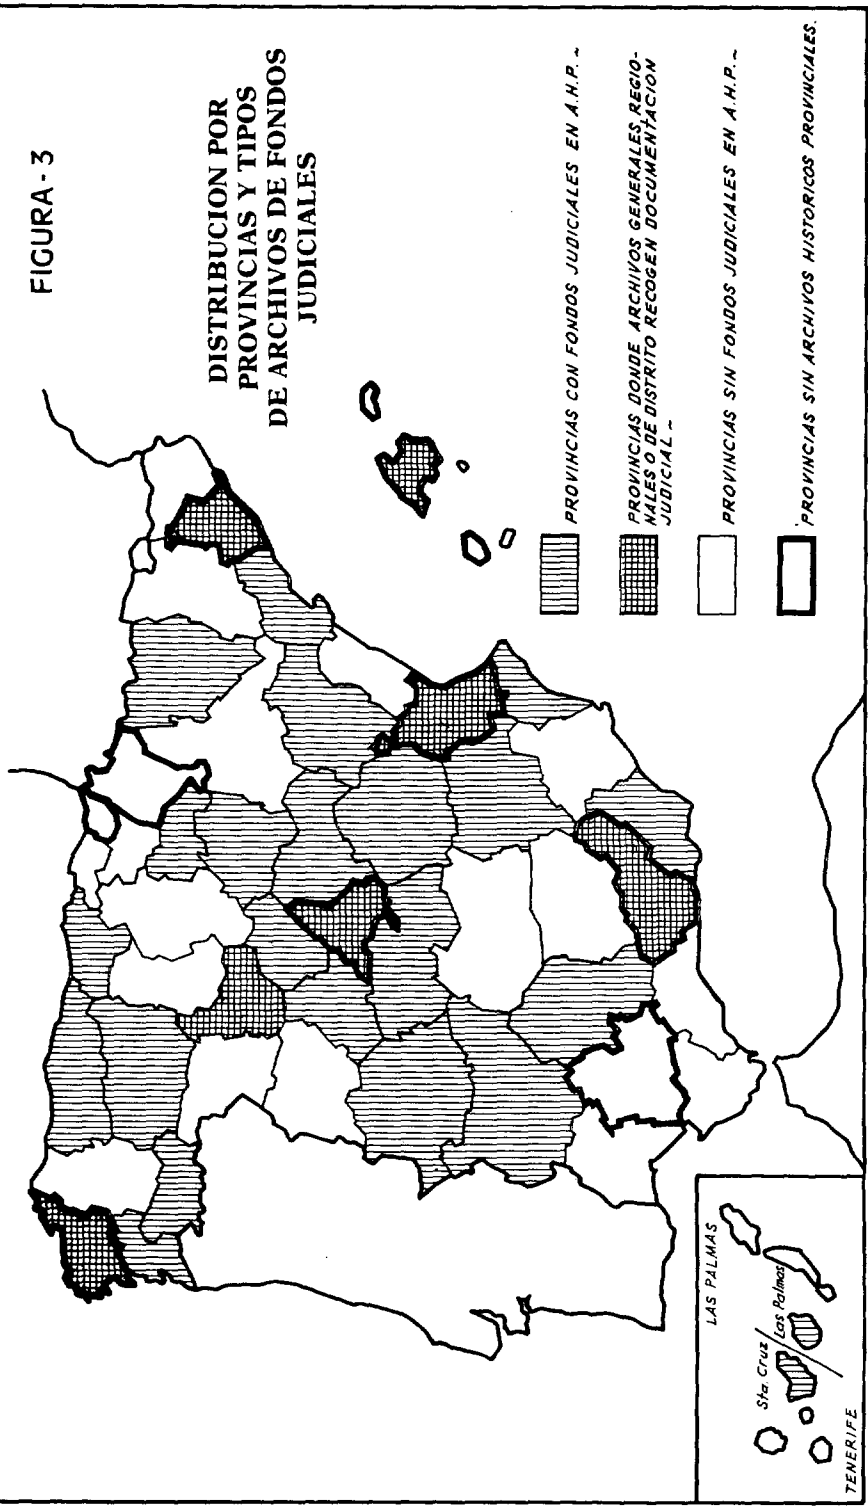 FIGURA-3
DISTRIBUCION POR
PROVINCIAS Y TIPOS
DE ARCHIVOS DE FONDOS
JUDICIALES
PROVINCIAS CON FONDOS JUDICIALES EN A.H.P. ~
PROVINCIAS DONDE ARCHIVOS GENERALES, REGIO-
NALES O DE DISTRITO RECOGEN DOCUMENTACION
JUDICIAL ~
PROVINCIAS SIN FONDOS JUDICIALES EN A.H.P. ~
PROVINCIAS SIN ARCHIVOS HISTORICOS PROVINCIALES.
LAS PALMAS
Sta. Cruz
Las Palmas
TENERIFE